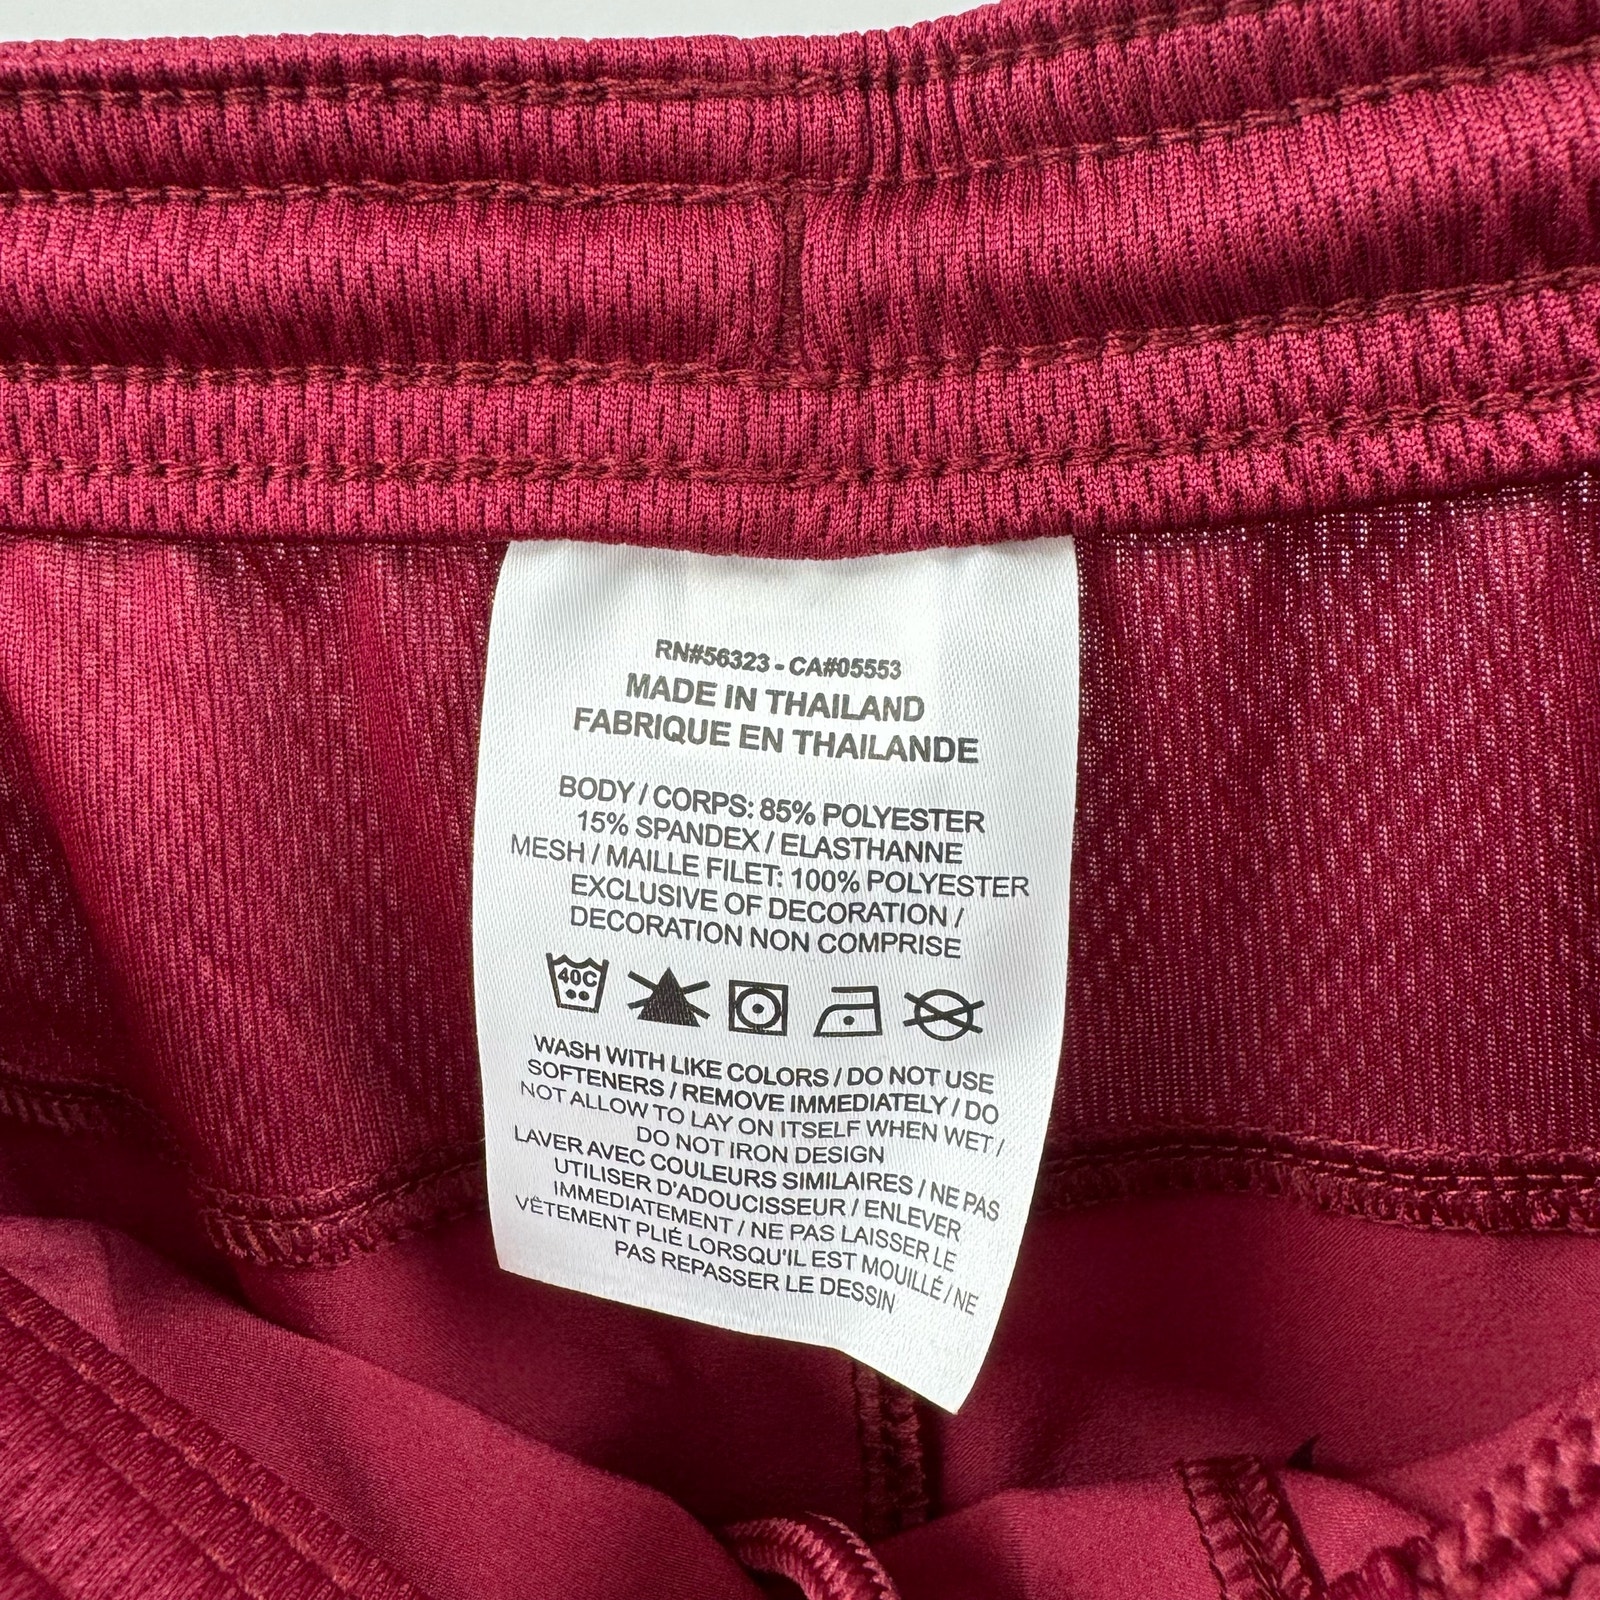 RN#56323 - CA#05553
MADE IN THAILAND
FABRIQUE EN THAILANDE
BODY / CORPS: 85% POLYESTER
15% SPANDEX / ELASTHANNE
MESH / MAILLE FILET: 100% POLYESTER
EXCLUSIVE OF DECORATION /
DECORATION NON COMPRISE
40C
WASH WITH LIKE COLORS / DO NOT USE
SOFTENERS / REMOVE IMMEDIATELY / DO
NOT ALLOW TO LAY ON ITSELF WHEN WET /
DO NOT IRON DESIGN
LAVER AVEC COULEURS SIMILAIRES / NE PAS
UTILISER D'ADOUCISSEUR / ENLEVER
IMMEDIATEMENT / NE PAS LAISSER LE
VÊTEMENT PLIÉ LORSQU'IL EST MOUILLÉ / NE
PAS REPASSER LE DESSIN